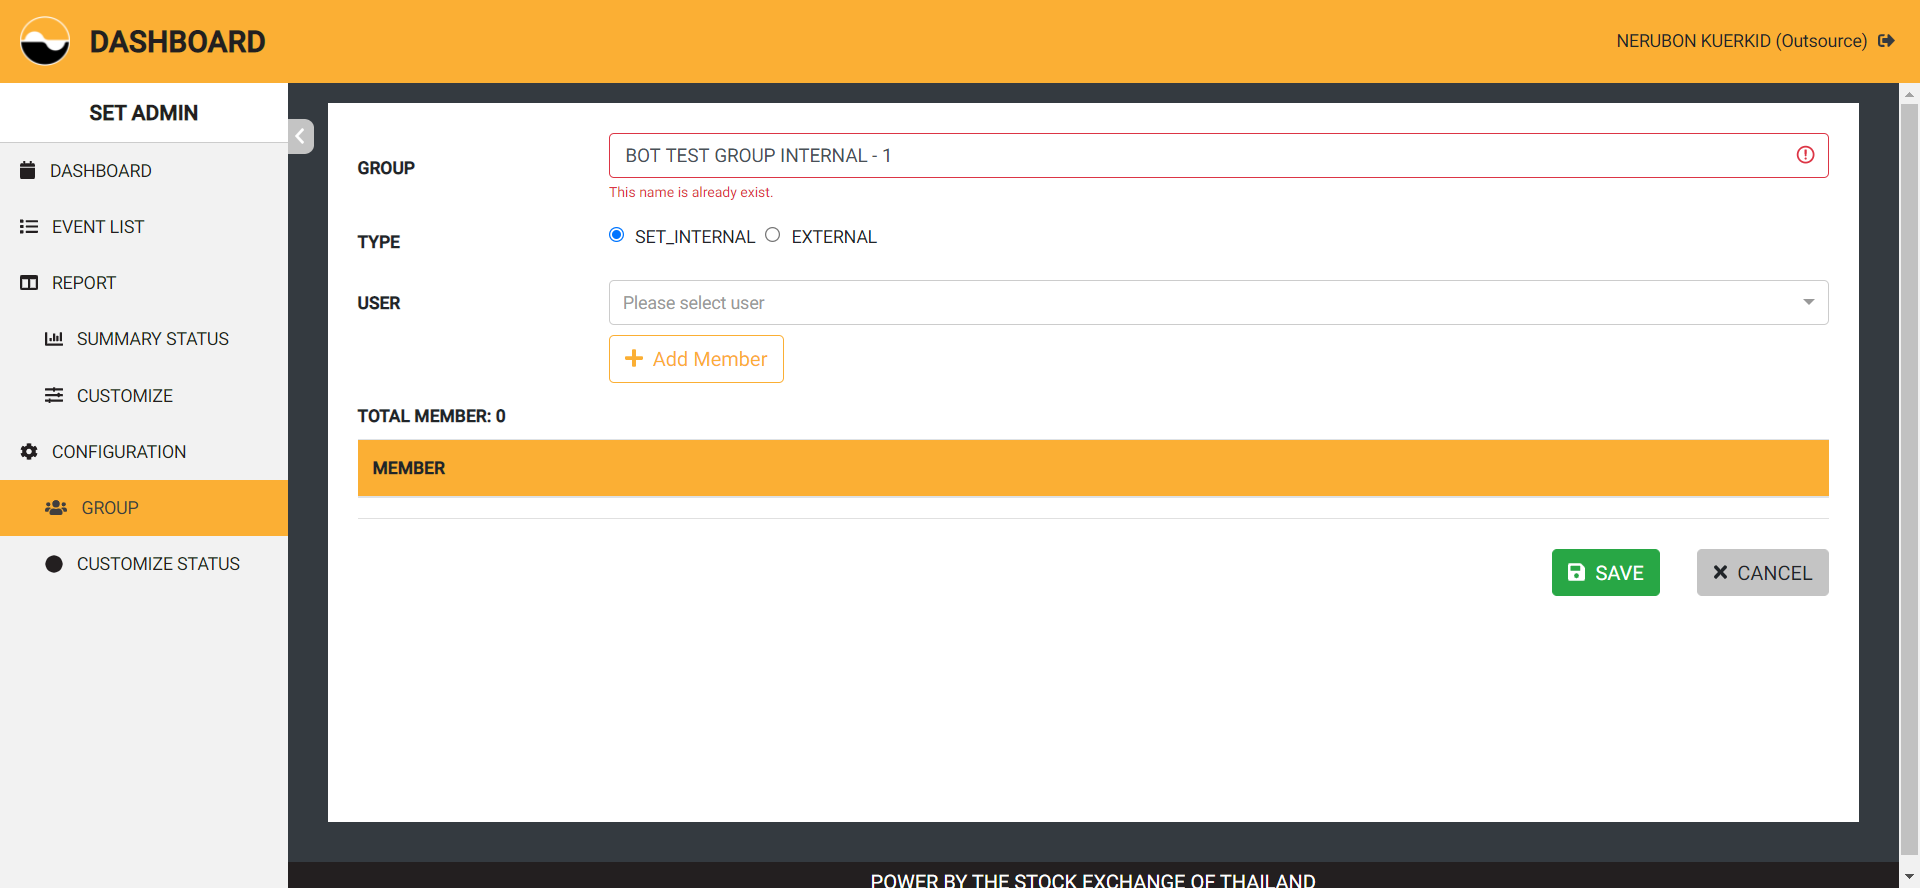 DASHBOARD
NERUBON KUERKID (Outsource)
SET ADMIN
DASHBOARD
EVENT LIST
REPORT
SUMMARY STATUS
CUSTOMIZE
CONFIGURATION
GROUP
CUSTOMIZE STATUS
GROUP
BOT TEST GROUP INTERNAL - 1
This name is already exist.
TYPE
SET_INTERNAL EXTERNAL
USER
Please select user
Add Member
TOTAL MEMBER: 0
MEMBER
SAVE
CANCEL
POWER BY THE STOCK EXCHANGE OF THAILAND